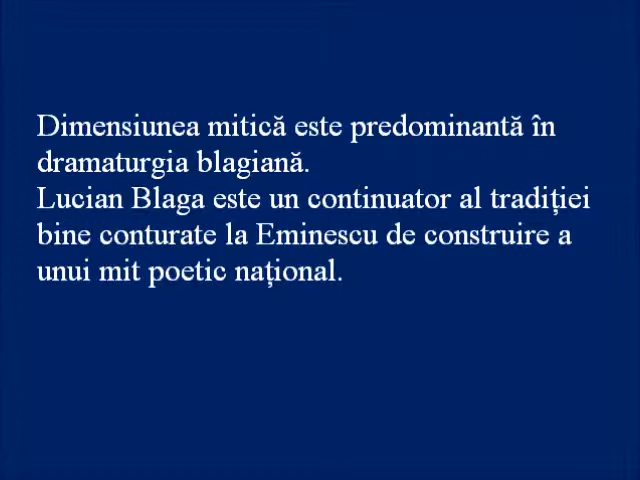 Dimensiunea mitică este predominantă în
dramaturgia blagiană.
Lucian Blaga este un continuator al tradiției
bine conturate la Eminescu de construire a
unui mit poetic național.